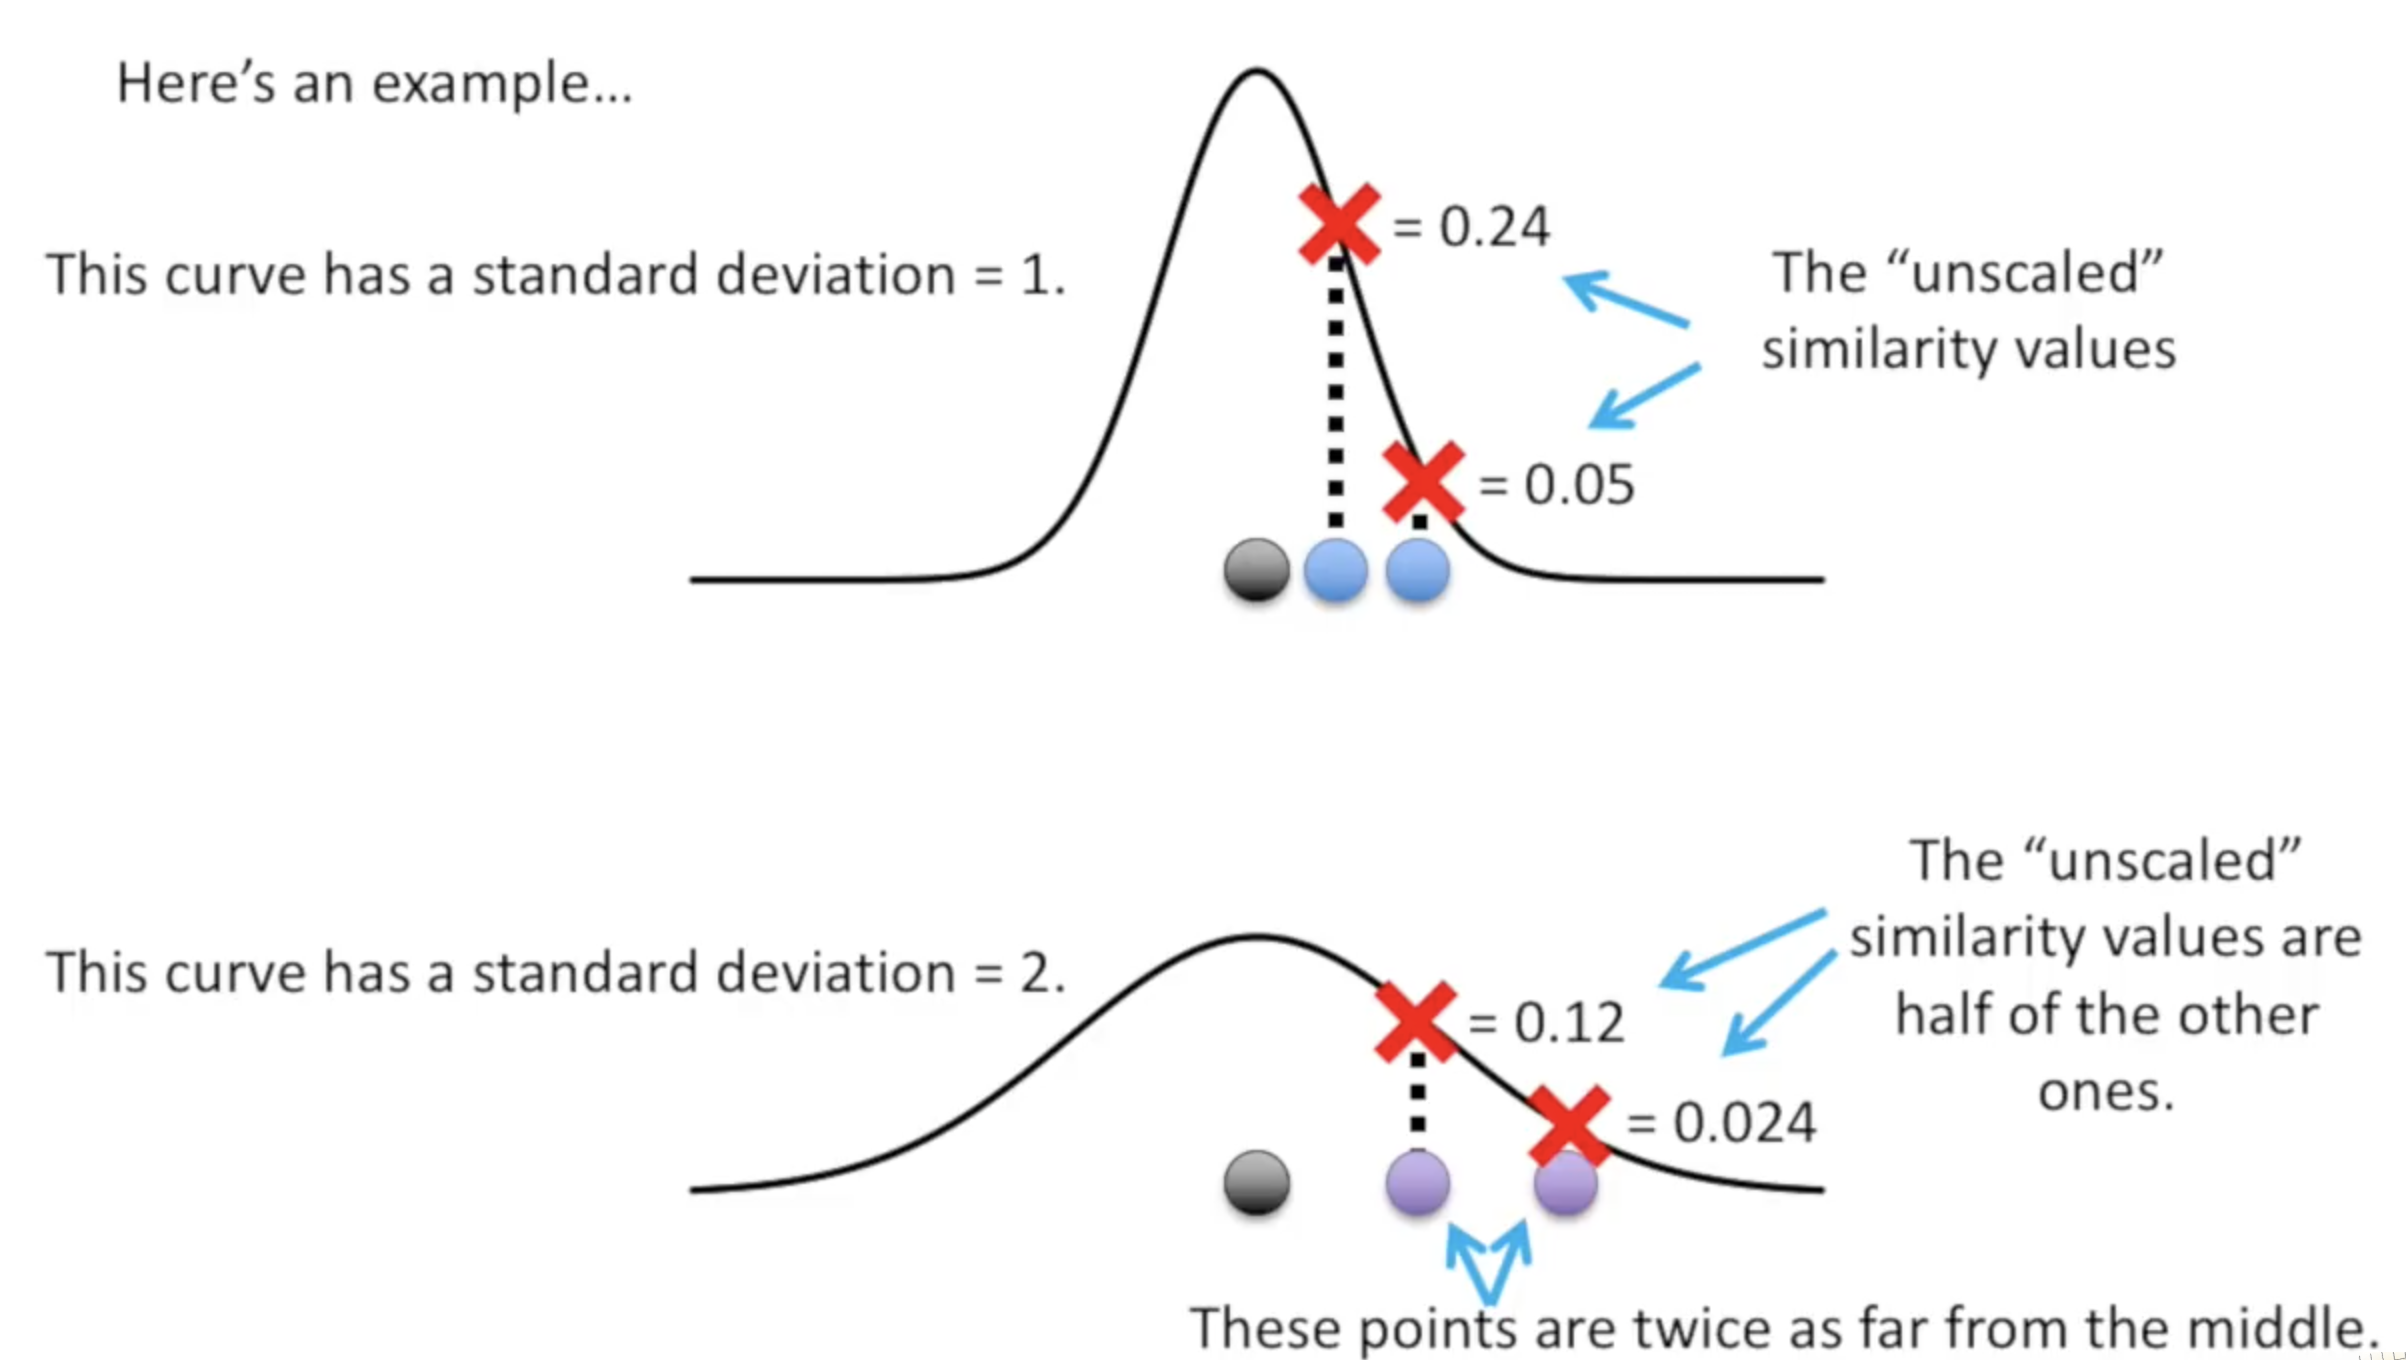 Here’s an example...
This curve has a standard deviation = 1.
= 0.24
= 0.05
The “unscaled”
similarity values
This curve has a standard deviation = 2.
= 0.12
= 0.024
The “unscaled”
similarity values are
half of the other
ones.
These points are twice as far from the middle.